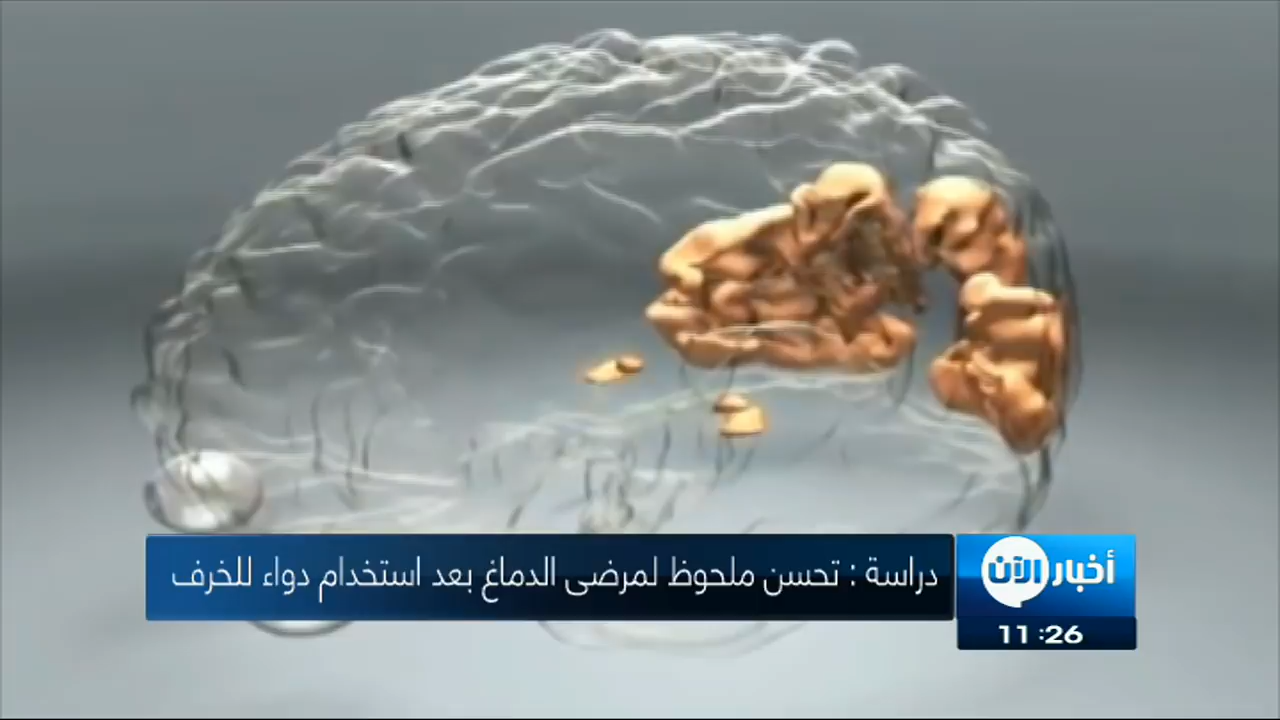 دراسة : تحسن ملحوظ لمرضى الدماغ بعد استخدام دواء للخرف
أخبار الآن
11:26